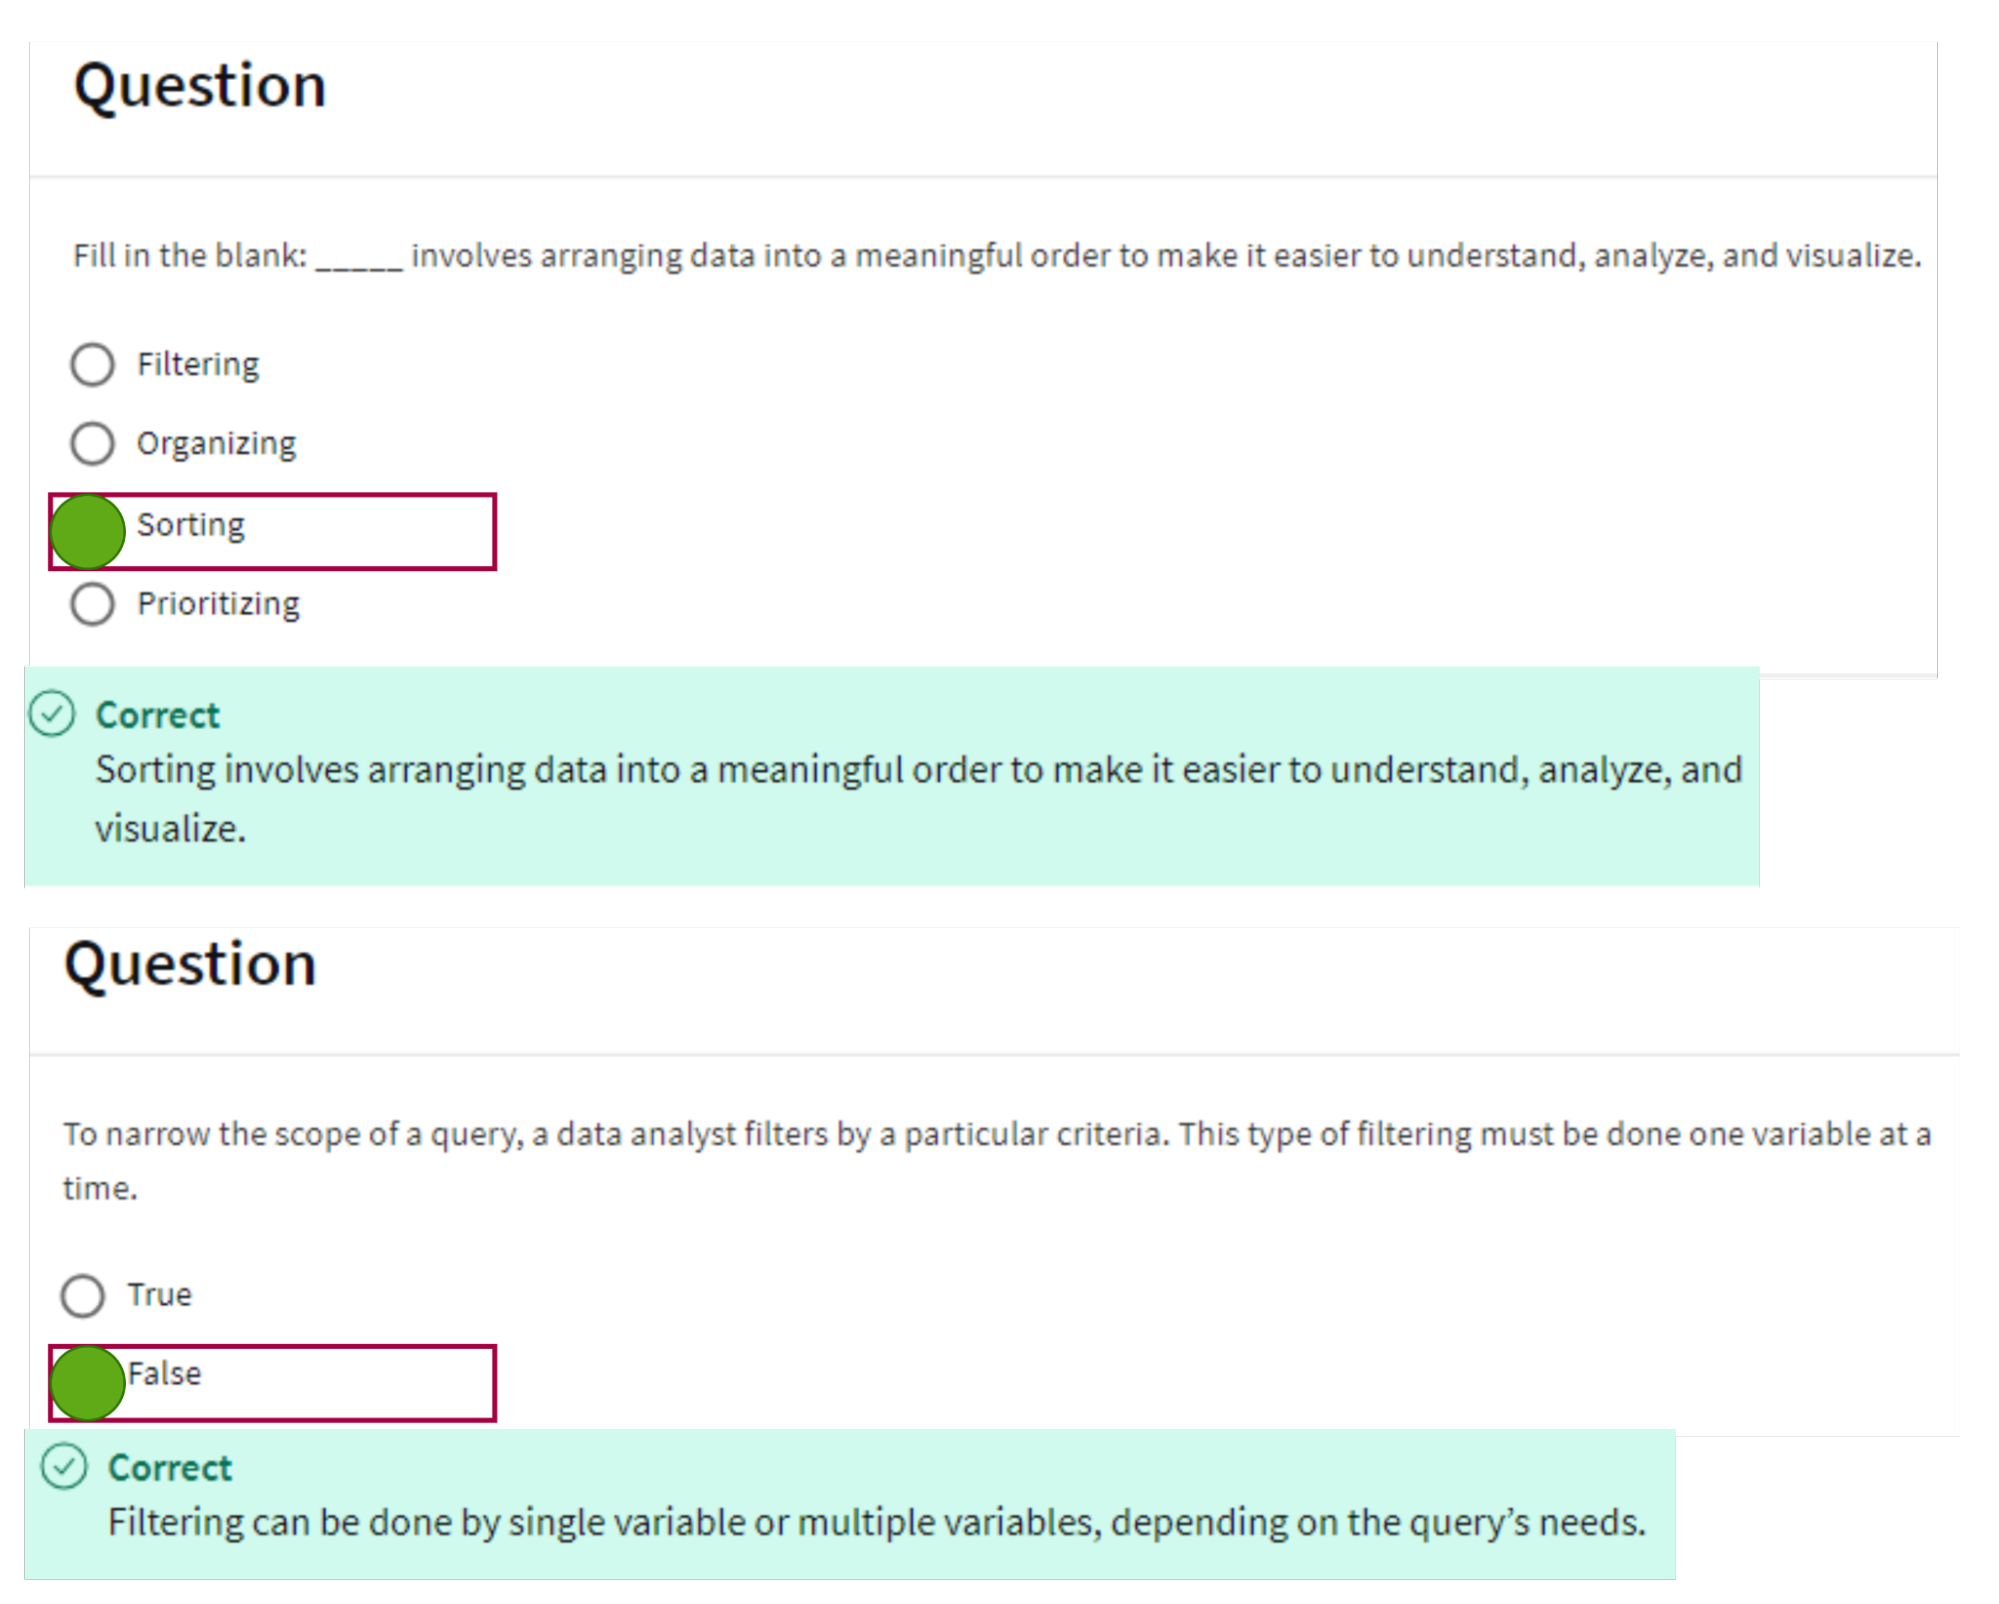 Question
Fill in the blank: _____ involves arranging data into a meaningful order to make it easier to understand, analyze, and visualize.
Filtering
Organizing
Sorting
Prioritizing
Correct
Sorting involves arranging data into a meaningful order to make it easier to understand, analyze, and
visualize.
Question
To narrow the scope of a query, a data analyst filters by a particular criteria. This type of filtering must be done one variable at a
time.
True
False
Correct
Filtering can be done by single variable or multiple variables, depending on the query’s needs.